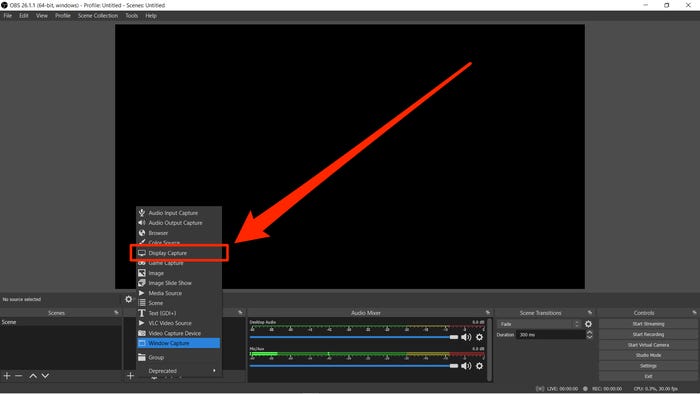 OBS 26.1.1 (64-bit, windows) - Profile: Untitled - Scenes: Untitled
File Edit View Profile Scene Collection Tools Help
Audio Input Capture
Audio Output Capture
Browser
Color Source
Display Capture
Game Capture
Image
Image Slide Show
Media Source
Scene
Text (GDI+)
VLC Video Source
Video Capture Device
Window Capture
Group
Deprecated
No source selected
Scenes
Scene
Audio Mixer
Desktop Audio 0.0 dB
Mic/Aux 0.0 dB
Scene Transitions
Fade
Duration 300 ms
Controls
Start Streaming
Start Recording
Start Virtual Camera
Studio Mode
Settings
Exit
LIVE: 00:00:00 REC: 00:00:00 CPU: 0.3%, 30.00 fps